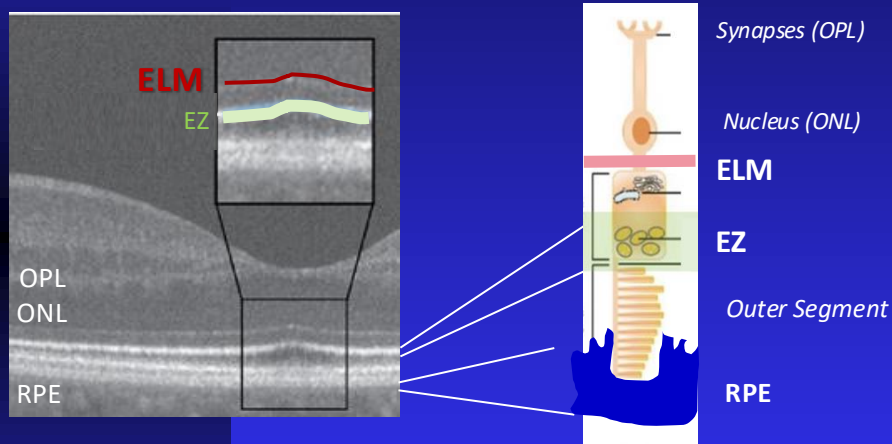 ELM
EZ
OPL
ONL
RPE
Synapses (OPL)
Nucleus (ONL)
ELM
EZ
Outer Segment
RPE